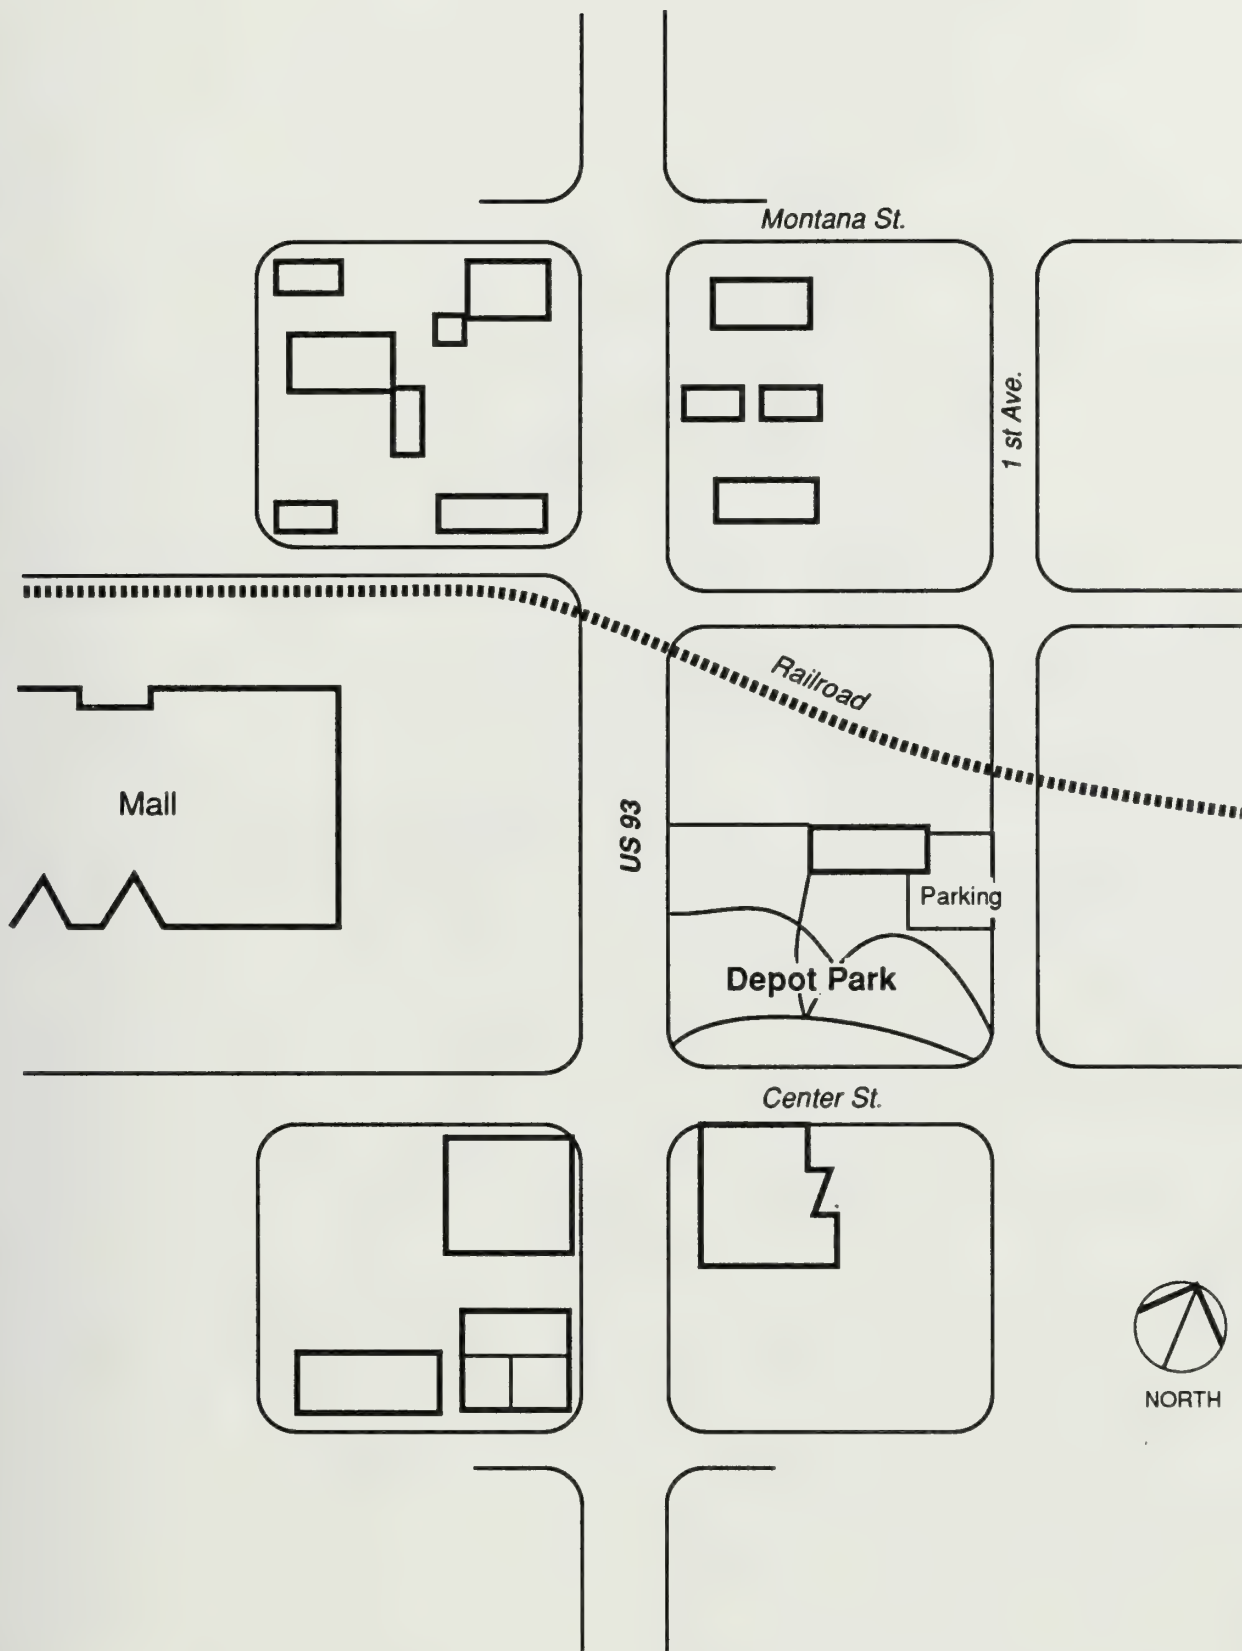 Montana St.
1 st Ave.
Railroad
Mall
US 93
Parking
Depot Park
Center St.
NORTH